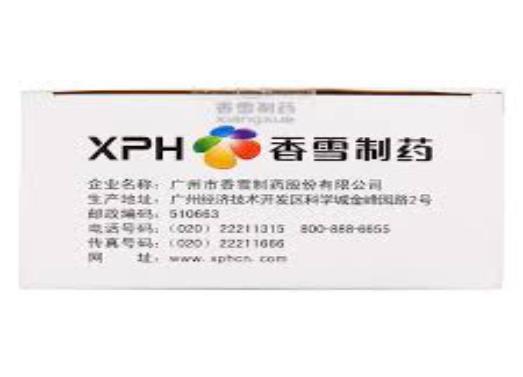 香雪制药
xiangxue
XPH 香雪制药
企业名称：广州市香雪制药股份有限公司
生产地址：广州经济技术开发区科学城金峰园路2号
邮政编码：510663
电话号码：(020) 22211315 800-888-6655
传真号码：(020) 22211666
网 址：www.xphcn.com